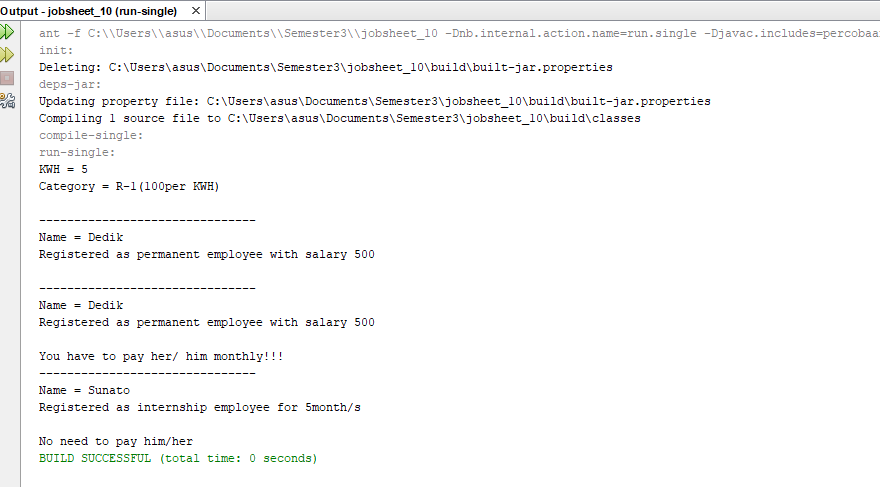 Output - jobsheet_10 (run-single) ×
ant -f C:\\Users\\asus\\Documents\\Semester3\\jobsheet_10 -Dnb.internal.action.name=run.single -Djavac.includes=percobaa
init:
Deleting: C:\Users\asus\Documents\Semester3\jobsheet_10\build\built-jar.properties
deps-jar:
Updating property file: C:\Users\asus\Documents\Semester3\jobsheet_10\build\built-jar.properties
Compiling 1 source file to C:\Users\asus\Documents\Semester3\jobsheet_10\build\classes
compile-single:
run-single:
KWH = 5
Category = R-1(100per KWH)
-------------------------------
Name = Dedik
Registered as permanent employee with salary 500
-------------------------------
Name = Dedik
Registered as permanent employee with salary 500
You have to pay her/ him monthly!!!
-------------------------------
Name = Sunato
Registered as internship employee for 5month/s
No need to pay him/her
BUILD SUCCESSFUL (total time: 0 seconds)